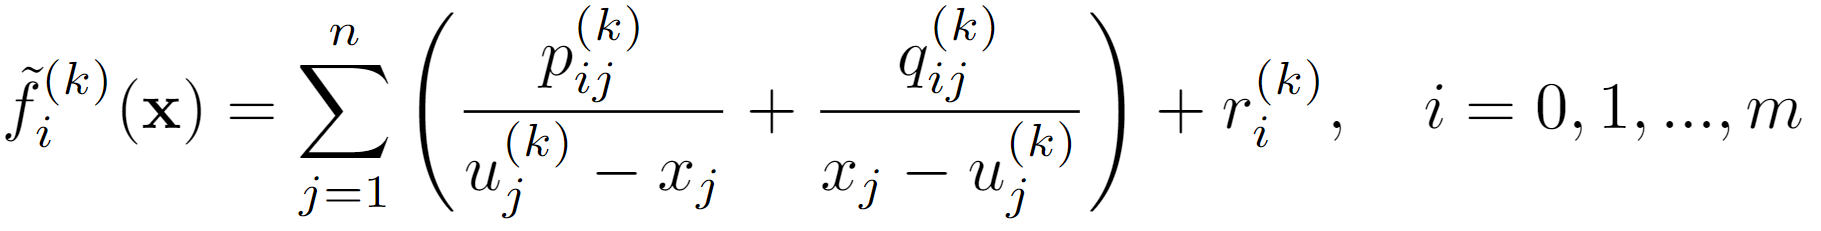 \tilde{f}_i^{(k)}(\mathbf{x}) = \sum_{j=1}^{n} \left( \frac{p_{ij}^{(k)}}{u_j^{(k)} - x_j} + \frac{q_{ij}^{(k)}}{x_j - u_j^{(k)}} \right) + r_i^{(k)}, \quad i = 0, 1, ..., m